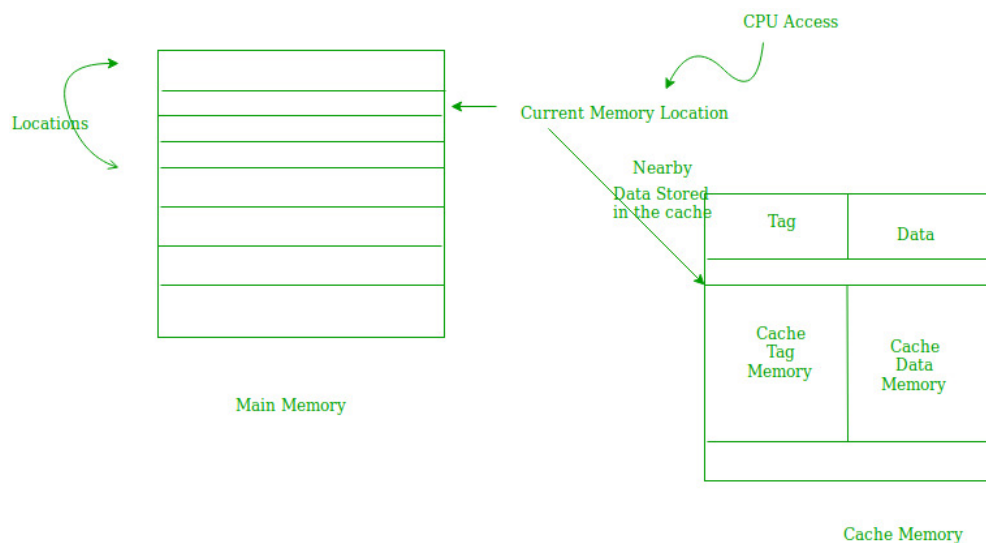 CPU Access
Locations
Current Memory Location
Nearby
Data Stored
in the cache
Tag
Data
Cache
Tag
Memory
Cache
Data
Memory
Main Memory
Cache Memory